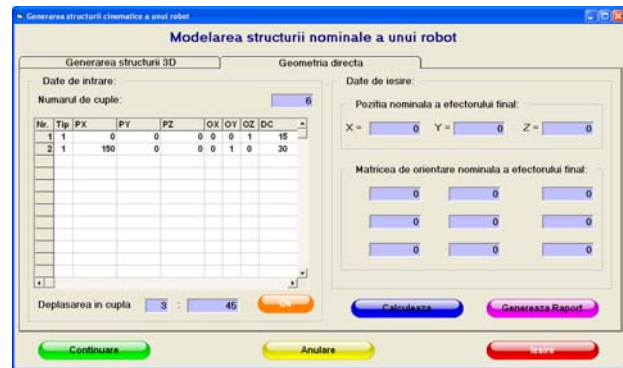 Generarea structurii cinematice a unui robot
Modelarea structurii nominale a unui robot
Generarea structurii 3D
Geometria directa
Date de intrare:
Numarul de cuple: 6
Nr. Tip PX PY PZ OX OY OZ DC
1 1 0 0 0 0 0 1 15
2 1 150 0 0 0 1 0 30
Deplasarea in cupla 3 : 45
Ok
Date de iesire:
Pozitia nominala a efectorului final:
X = 0 Y = 0 Z = 0
Matricea de orientare nominala a efectorului final:
0 0 0
0 0 0
0 0 0
Calculeaza
Genereaza Raport
Continuare
Anulare
Iesire